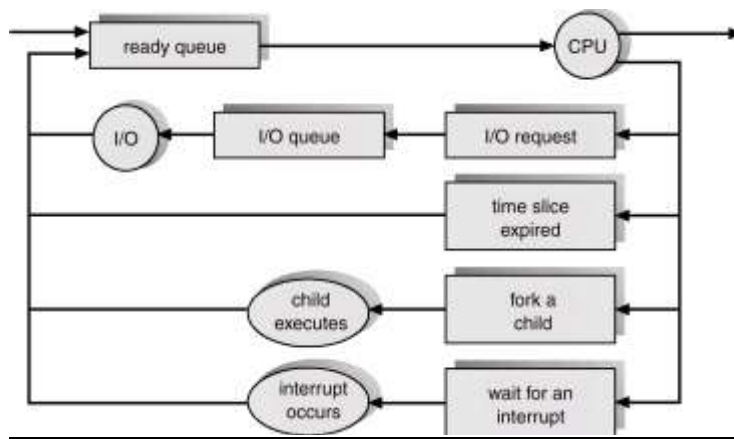 ready queue
CPU
I/O
I/O queue
I/O request
time slice
expired
child
executes
fork a
child
interrupt
occurs
wait for an
interrupt